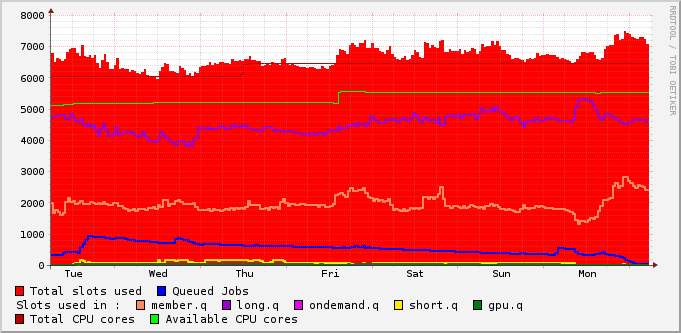 8000
7000
6000
5000
4000
3000
2000
1000
0
Tue Wed Thu Fri Sat Sun Mon
RRDTOOL / TOBI OETIKER
Total slots used Queued Jobs
Slots used in : member.q long.q ondemand.q short.q gpu.q
Total CPU cores Available CPU cores